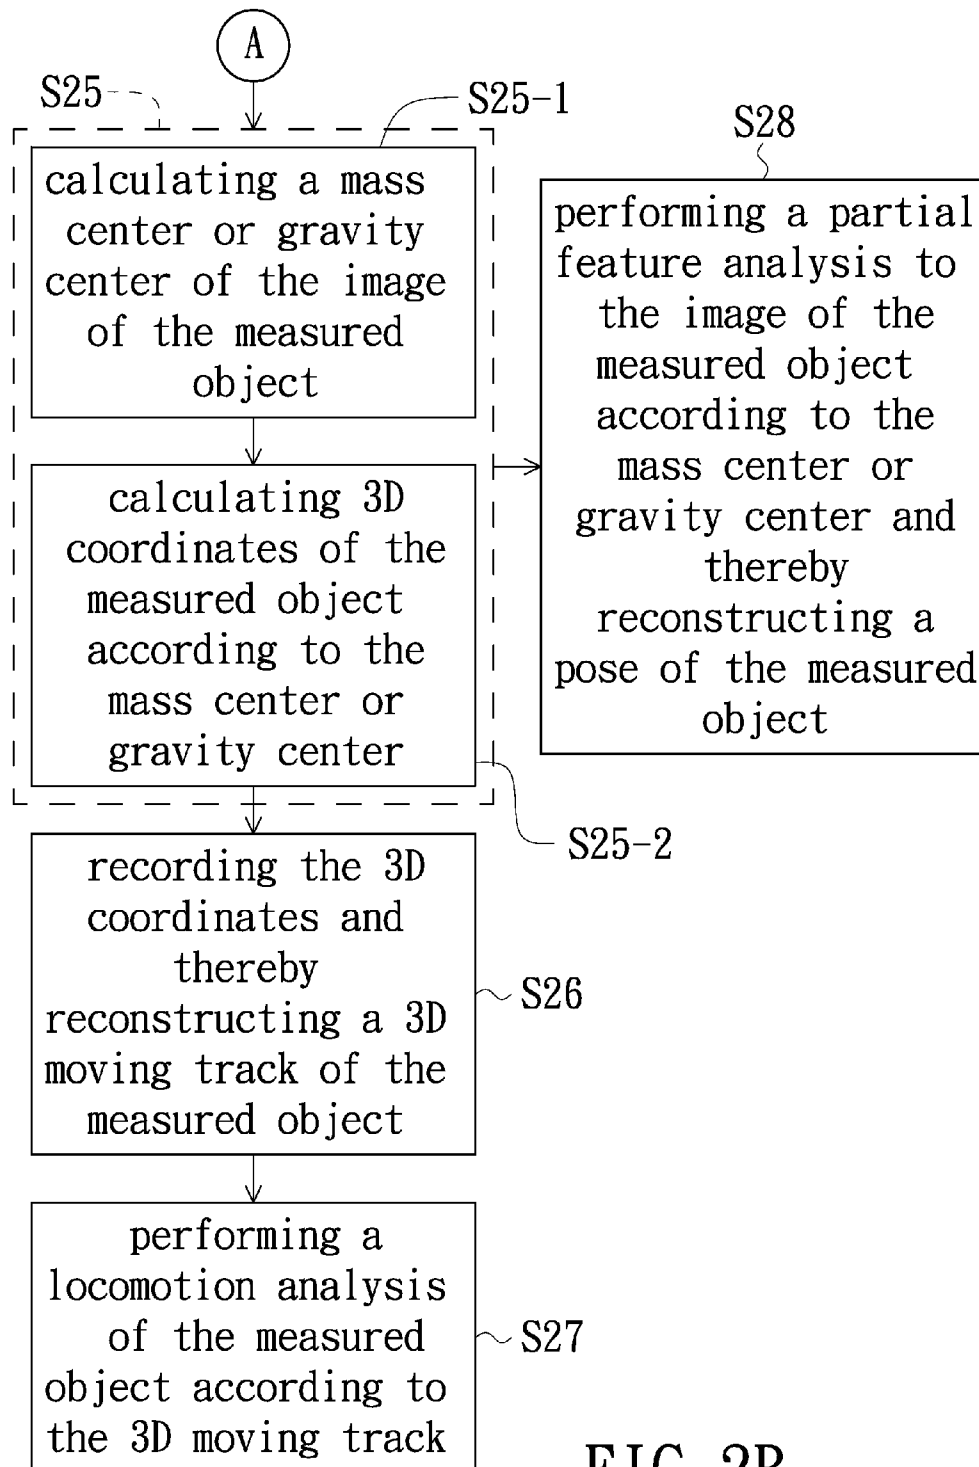 A
S25
S25-1
calculating a mass
center or gravity
center of the image
of the measured
object
calculating 3D
coordinates of the
measured object
according to the
mass center or
gravity center
S25-2
S28
performing a partial
feature analysis to
the image of the
measured object
according to the
mass center or
gravity center and
thereby
reconstructing a
pose of the measured
object
recording the 3D
coordinates and
thereby
reconstructing a 3D
moving track of the
measured object
S26
performing a
locomotion analysis
of the measured
object according to
the 3D moving track
S27
FIG. 2B